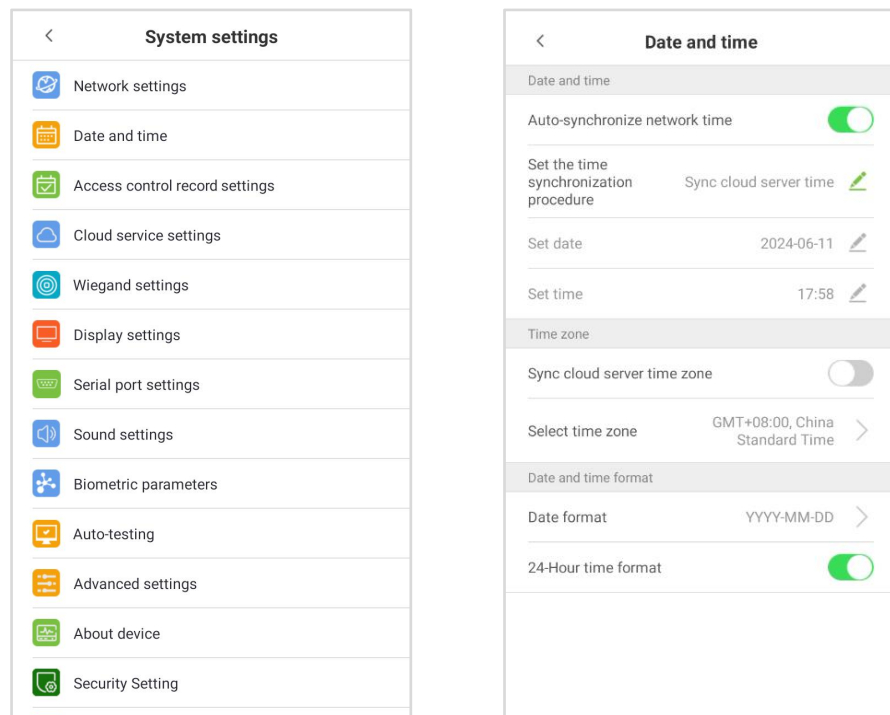 System settings
Network settings
Date and time
Access control record settings
Cloud service settings
Wiegand settings
Display settings
Serial port settings
Sound settings
Biometric parameters
Auto-testing
Advanced settings
About device
Security Setting
Date and time
Date and time
Auto-synchronize network time
Set the time
synchronization
procedure
Sync cloud server time
Set date
2024-06-11
Set time
17:58
Time zone
Sync cloud server time zone
Select time zone
GMT+08:00, China
Standard Time
Date and time format
Date format
YYYY-MM-DD
24-Hour time format